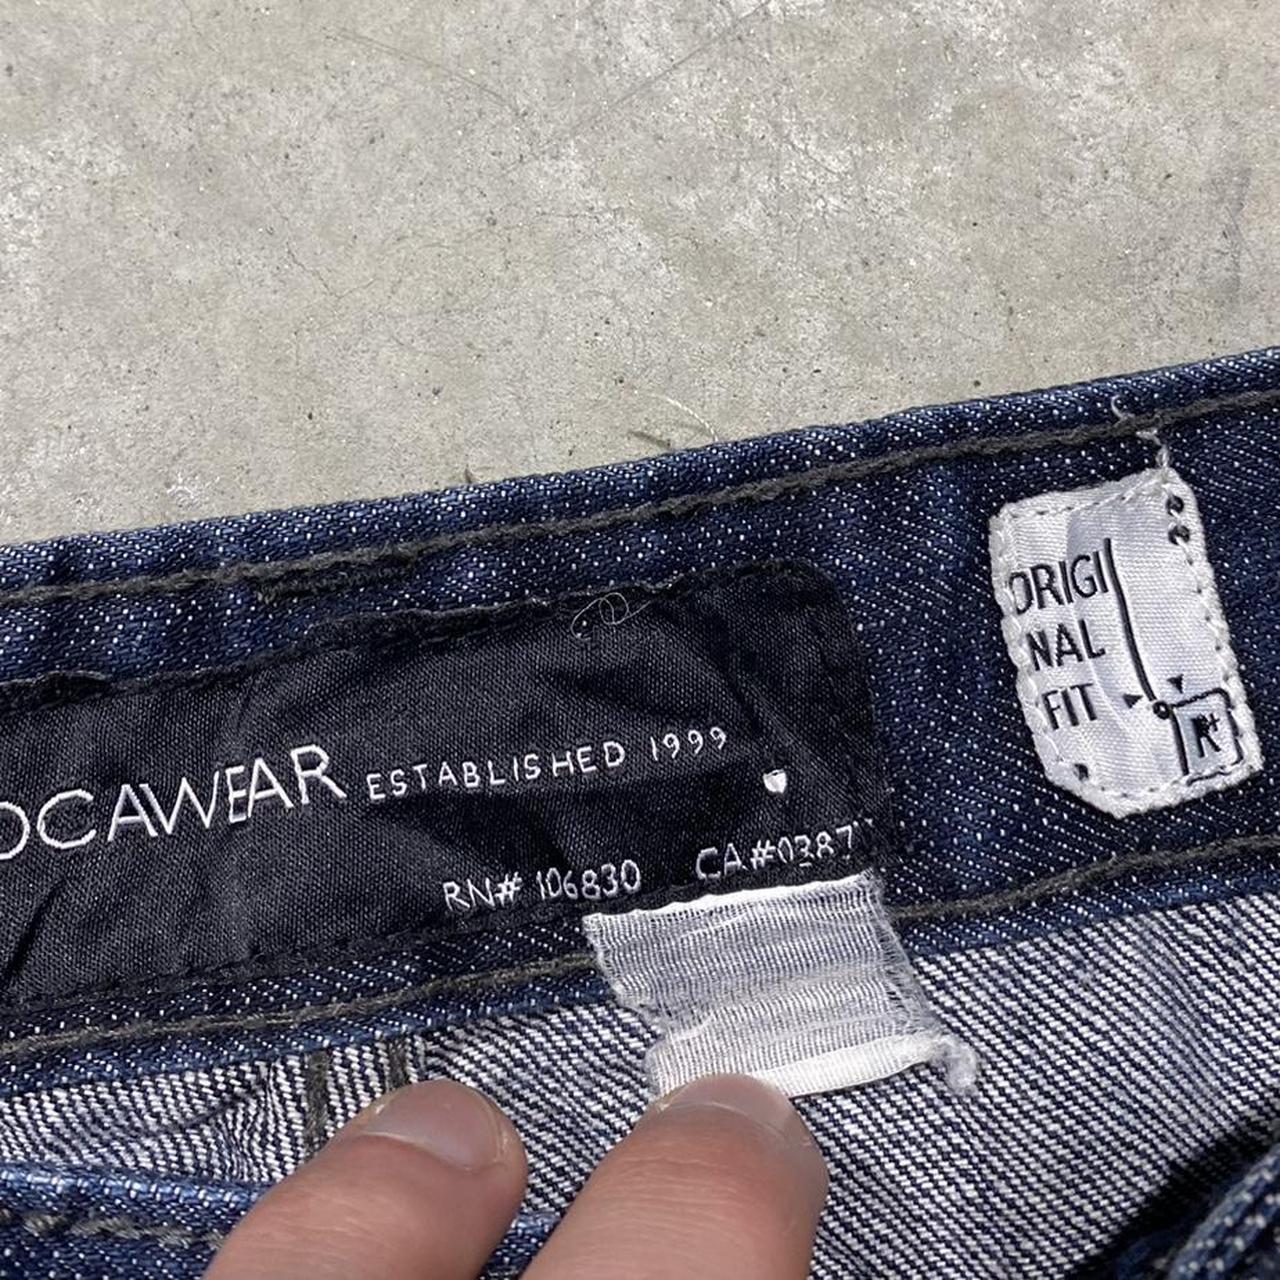 OCAWEAR ESTABLISHED 1999
RN# 106830 CA#0387
ORIGI
NAL
FIT
R+